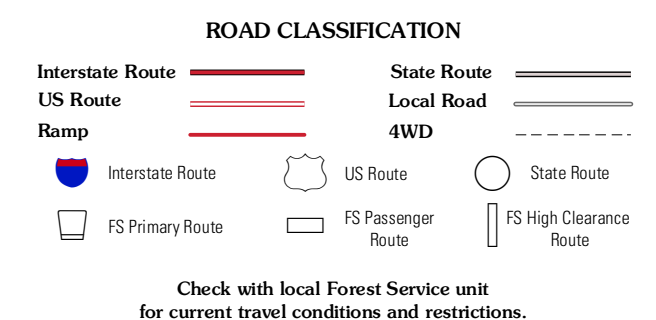 ROAD CLASSIFICATION
Interstate Route
State Route
US Route
Local Road
Ramp
4WD
Interstate Route
US Route
State Route
FS Primary Route
FS Passenger
Route
FS High Clearance
Route
Check with local Forest Service unit
for current travel conditions and restrictions.